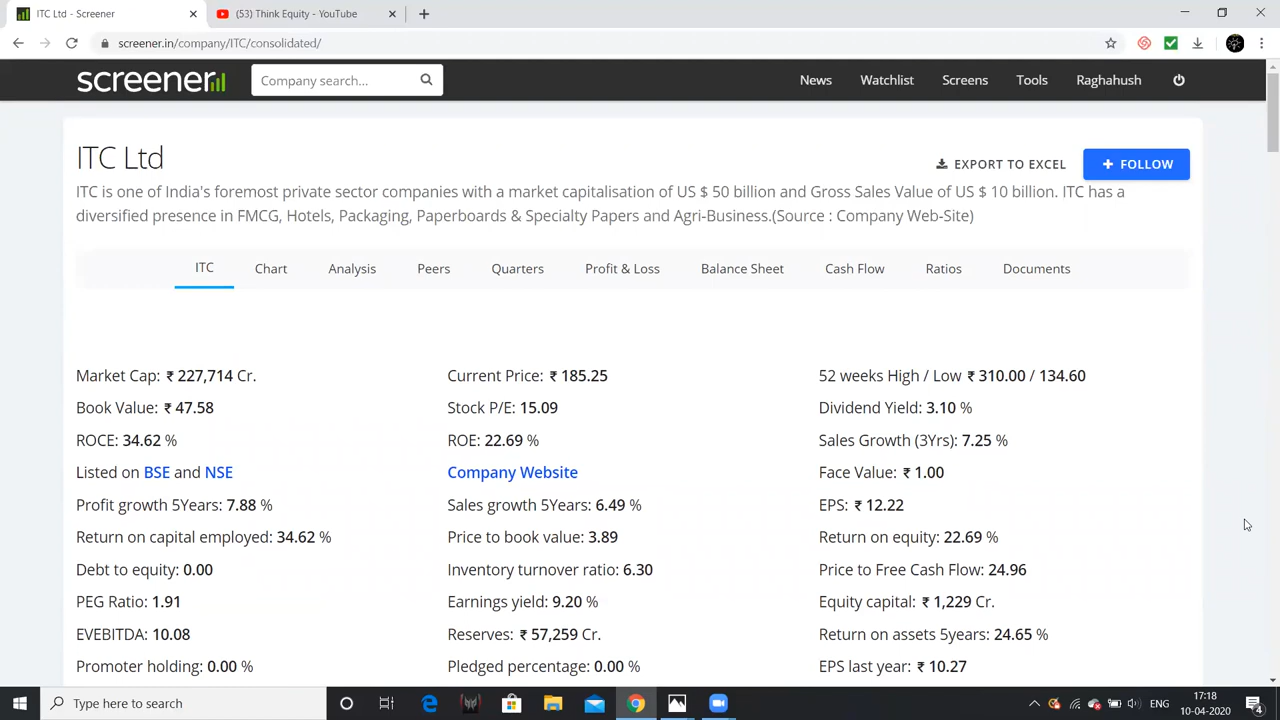 ITC Ltd - Screener
(53) Think Equity - YouTube
screener.in/company/ITC/consolidated/
screener
Company search...
News
Watchlist
Screens
Tools
Raghahush
ITC Ltd
EXPORT TO EXCEL
+ FOLLOW
ITC is one of India's foremost private sector companies with a market capitalisation of US $ 50 billion and Gross Sales Value of US $ 10 billion. ITC has a
diversified presence in FMCG, Hotels, Packaging, Paperboards & Specialty Papers and Agri-Business.(Source : Company Web-Site)
ITC
Chart
Analysis
Peers
Quarters
Profit & Loss
Balance Sheet
Cash Flow
Ratios
Documents
Market Cap: ₹ 227,714 Cr.
Current Price: ₹ 185.25
52 weeks High / Low ₹ 310.00 / 134.60
Book Value: ₹ 47.58
Stock P/E: 15.09
Dividend Yield: 3.10 %
ROCE: 34.62 %
ROE: 22.69 %
Sales Growth (3Yrs): 7.25 %
Listed on BSE and NSE
Company Website
Face Value: ₹ 1.00
Profit growth 5Years: 7.88 %
Sales growth 5Years: 6.49 %
EPS: ₹ 12.22
Return on capital employed: 34.62 %
Price to book value: 3.89
Return on equity: 22.69 %
Debt to equity: 0.00
Inventory turnover ratio: 6.30
Price to Free Cash Flow: 24.96
PEG Ratio: 1.91
Earnings yield: 9.20 %
Equity capital: ₹ 1,229 Cr.
EVEBITDA: 10.08
Reserves: ₹ 57,259 Cr.
Return on assets 5years: 24.65 %
Promoter holding: 0.00 %
Pledged percentage: 0.00 %
EPS last year: ₹ 10.27
Type here to search
ENG
17:18
10-04-2020
4